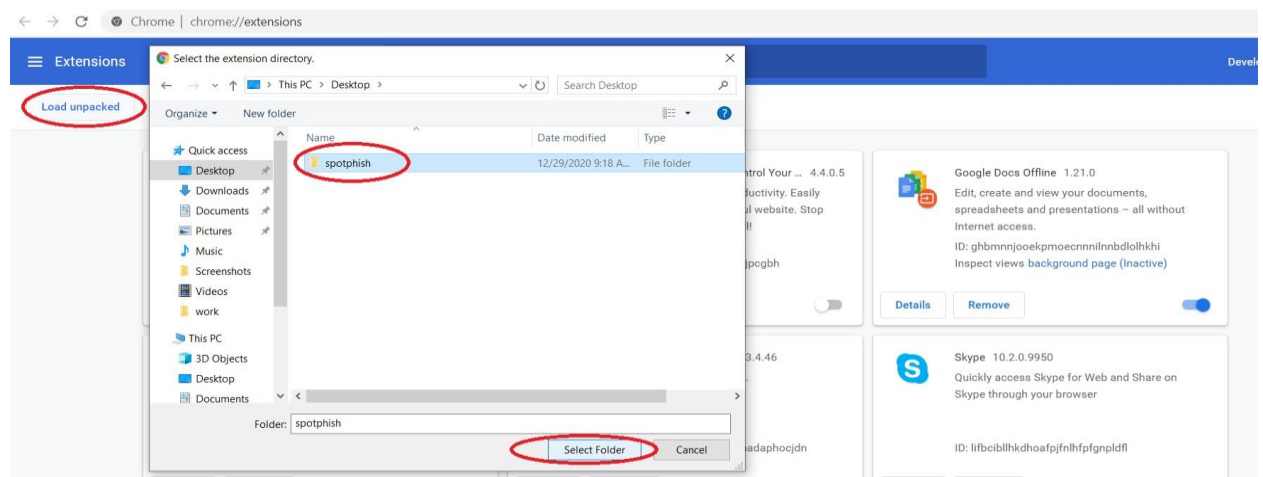 Chrome | chrome://extensions
Extensions
Select the extension directory.
Load unpacked
This PC > Desktop >
Search Desktop
Organize
New folder
Name
Date modified
Type
Quick access
Desktop
Downloads
Documents
Pictures
Music
Screenshots
Videos
work
This PC
3D Objects
Desktop
Documents
spotphish
12/29/2020 9:18 A...
File folder
Folder: spotphish
Select Folder
Cancel
Your ... 4.4.0.5
Easily
website. Stop
Google Docs Offline 1.21.0
Edit, create and view your documents,
spreadsheets and presentations – all without
Internet access.
ID: ghbmnnjooekpmoecnnnilnnbdlolhkhi
Inspect views background page (Inactive)
Details
Remove
3.4.46
Skype 10.2.0.9950
Quickly access Skype for Web and Share on
Skype through your browser
ID: lifbcibllhkdhoafpjfnlhfpfgnpldfl